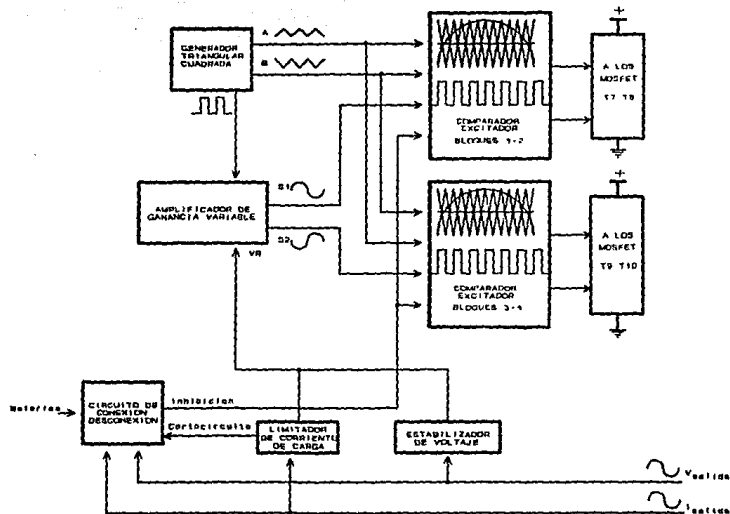 GENERADOR
TRIANGULAR
CUADRADA
A
B
COMPARADOR
EXCITADOR
BLOQUES 1-2
A LOS
MOSFET
T7 T8
AMPLIFICADOR DE
GANANCIA VARIABLE
S1
S2
VR
COMPARADOR
EXCITADOR
BLOQUES 3-4
A LOS
MOSFET
T9 T10
CIRCUITO DE
CONEXION
DESCONEXION
Inhibicion
Cortocircuito
LIMITADOR
DE CORRIENTE
DE CARGA
ESTABILIZADOR
DE VOLTAJE
Vsalida
Isalida